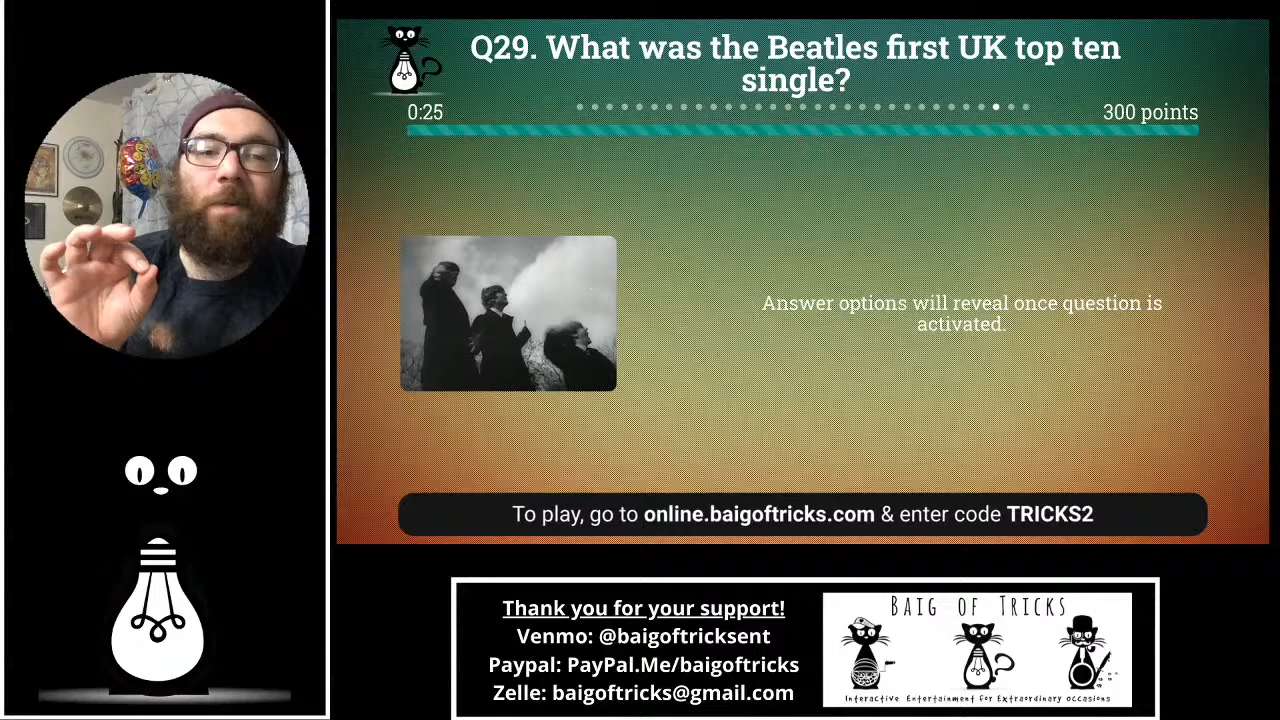 Q29. What was the Beatles first UK top ten
single?
0:25
300 points
Answer options will reveal once question is
activated.
To play, go to online.baigoftricks.com & enter code TRICKS2
Thank you for your support!
Venmo: @baigoftricksent
Paypal: PayPal.Me/baigoftricks
Zelle: baigoftricks@gmail.com
BAIG OF TRICKS
Interactive Entertainment for Extraordinary occasions